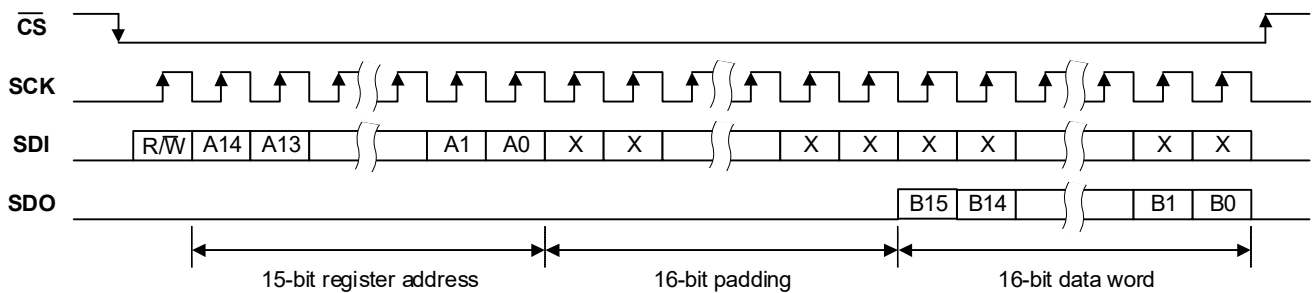 CS
SCK
SDI R/W A14 A13 A1 A0 X X X X X X X X
SDO B15 B14 B1 B0
15-bit register address 16-bit padding 16-bit data word